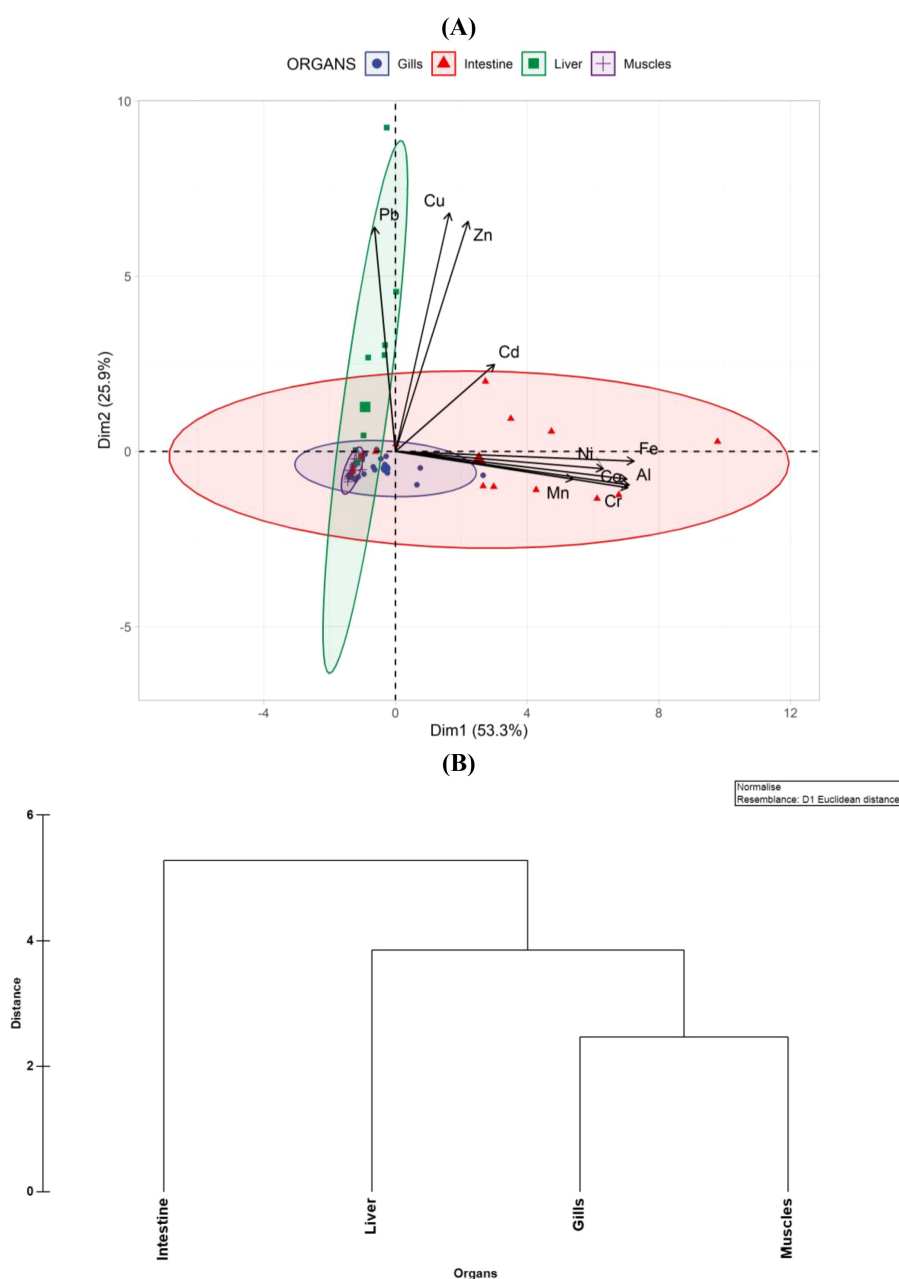 (A)
ORGANS Gills Intestine Liver Muscles
10
Cu
Pb
Zn
5
Cd
Dim2 (25.9%)
0
Ni
Fe
Co
Al
Mn
Cr
-5
-4 0 4 8 12
Dim1 (53.3%)
(B)
Normalise
Resemblance: D1 Euclidean distance
6
4
Distance
2
0
Intestine Liver Gills Muscles
Organs